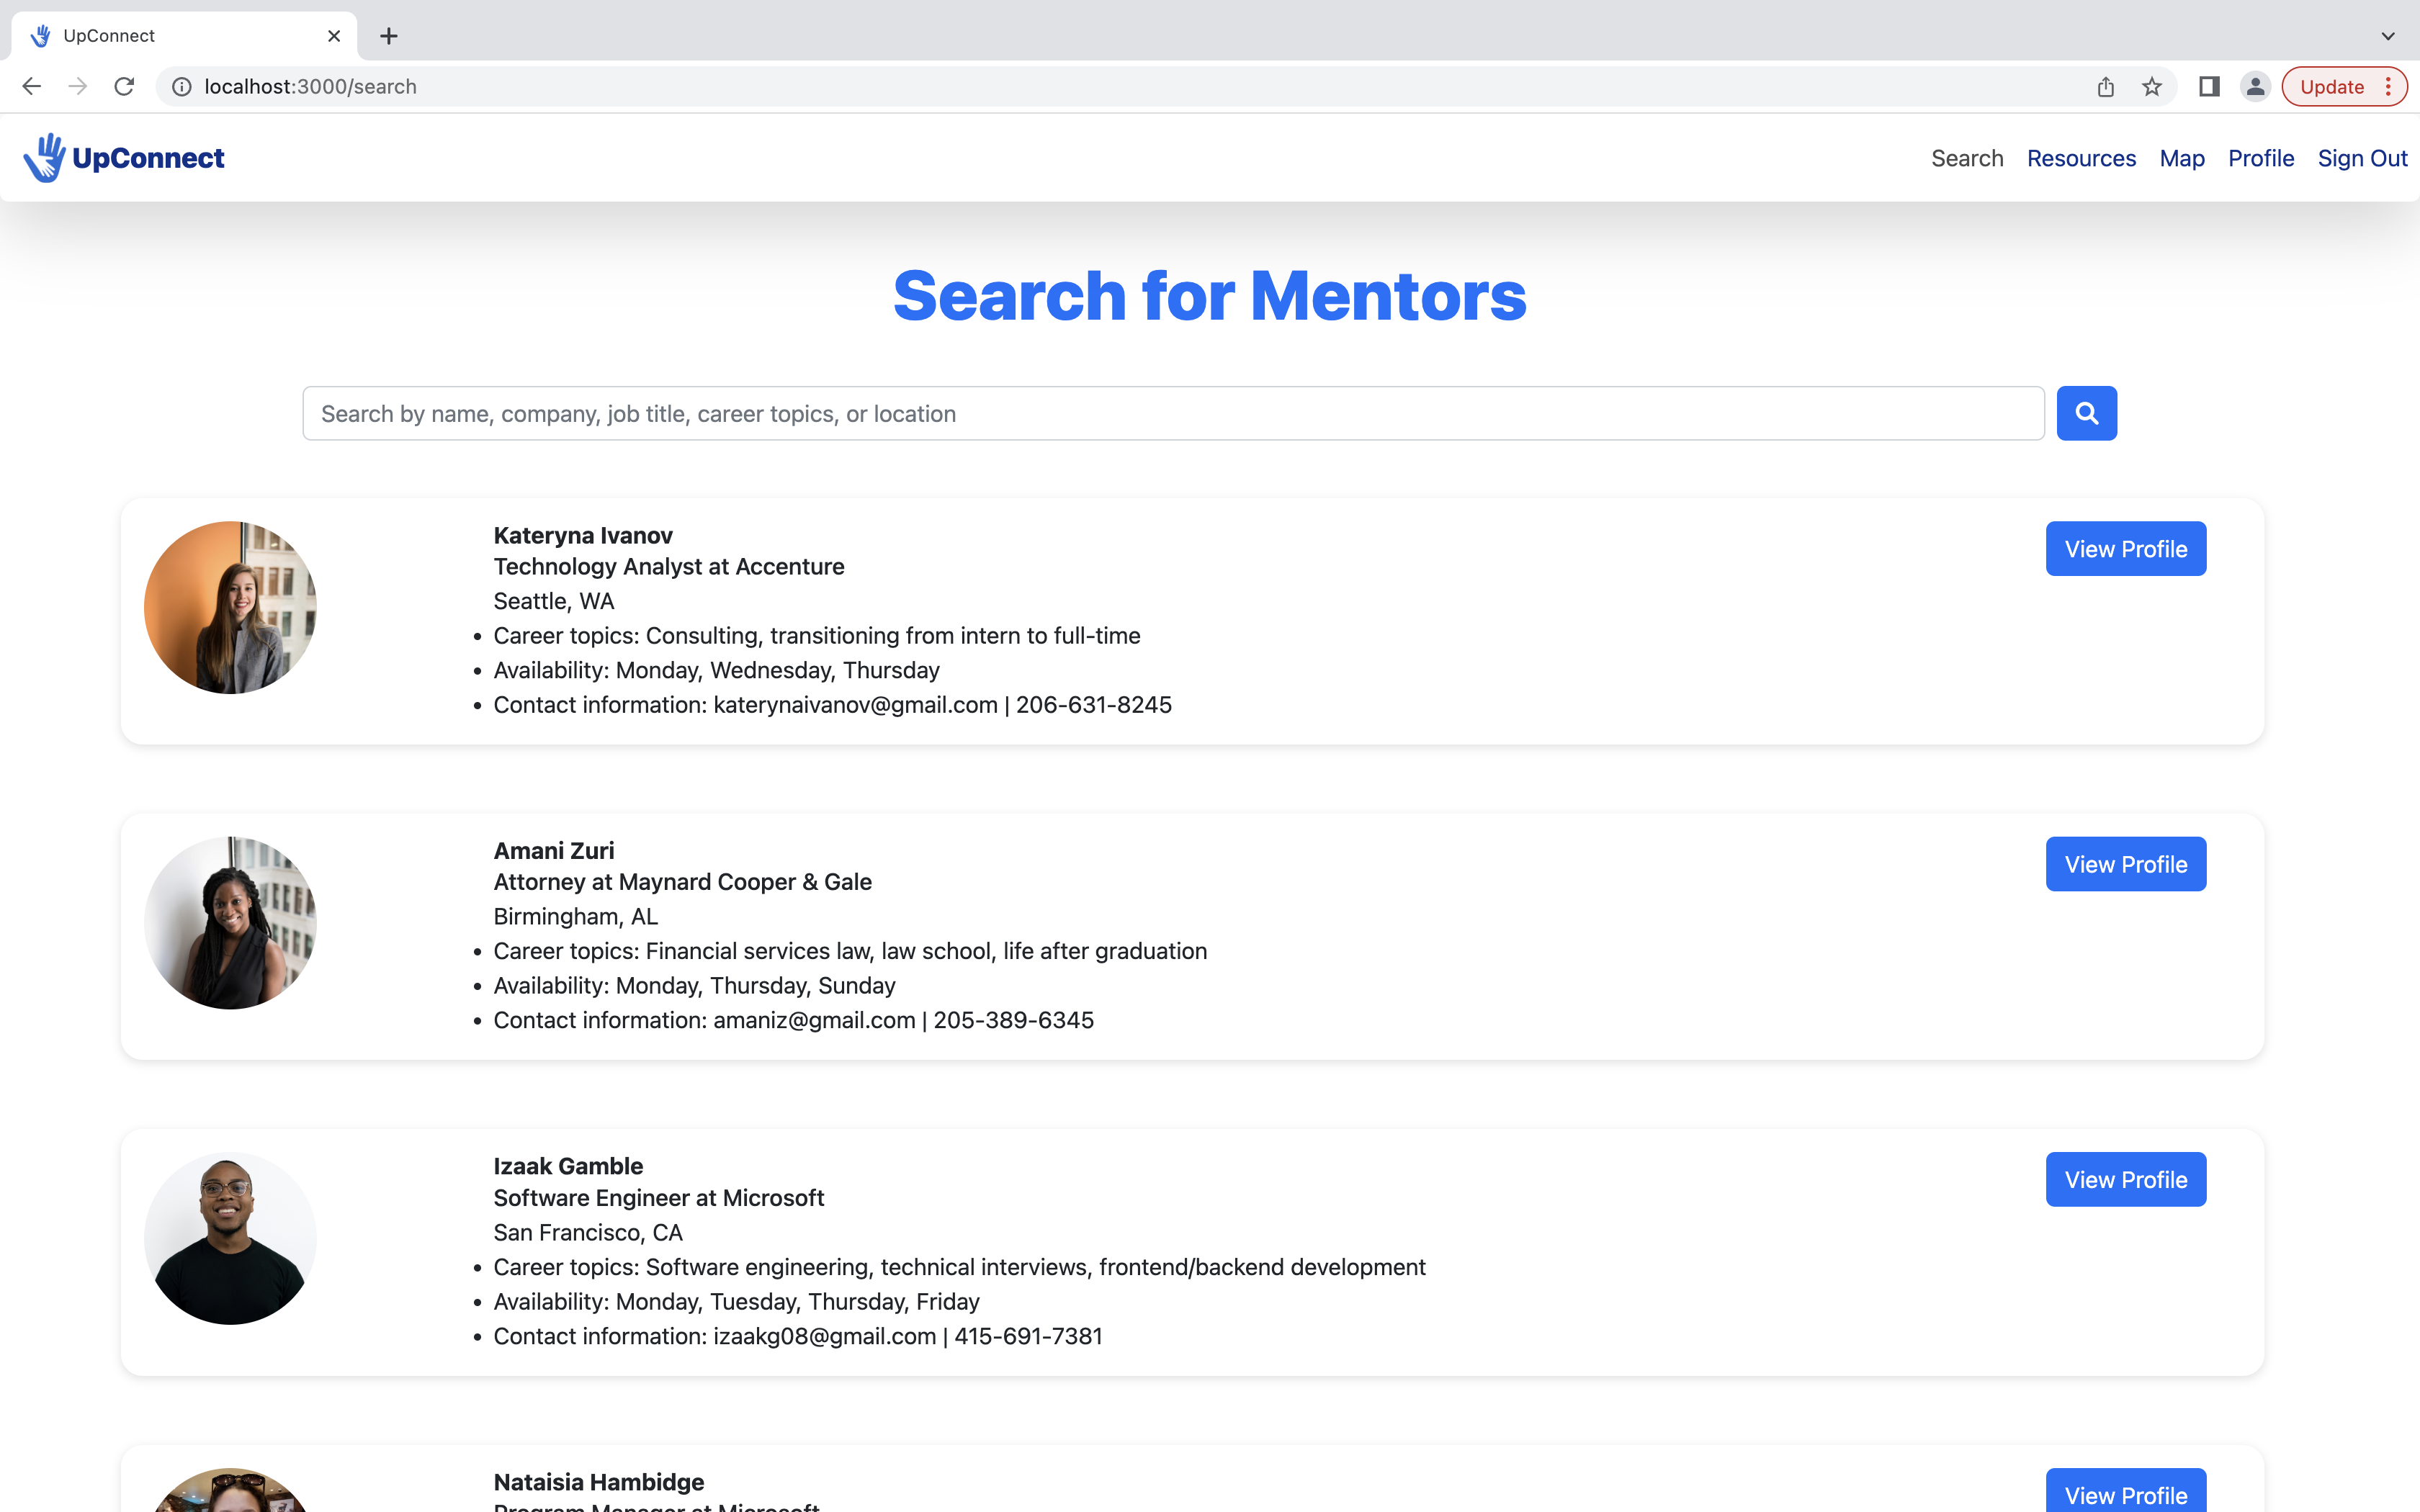 UpConnect
localhost:3000/search
Update
UpConnect
Search Resources Map Profile Sign Out
Search for Mentors
Search by name, company, job title, career topics, or location
Kateryna Ivanov
View Profile
Technology Analyst at Accenture
Seattle, WA
• Career topics: Consulting, transitioning from intern to full-time
• Availability: Monday, Wednesday, Thursday
• Contact information: katerynaivanov@gmail.com | 206-631-8245
Amani Zuri
View Profile
Attorney at Maynard Cooper & Gale
Birmingham, AL
• Career topics: Financial services law, law school, life after graduation
• Availability: Monday, Thursday, Sunday
• Contact information: amaniz@gmail.com | 205-389-6345
Izaak Gamble
View Profile
Software Engineer at Microsoft
San Francisco, CA
• Career topics: Software engineering, technical interviews, frontend/backend development
• Availability: Monday, Tuesday, Thursday, Friday
• Contact information: izaakg08@gmail.com | 415-691-7381
Nataisia Hambidge
View Profile
Program Manager at Microsoft